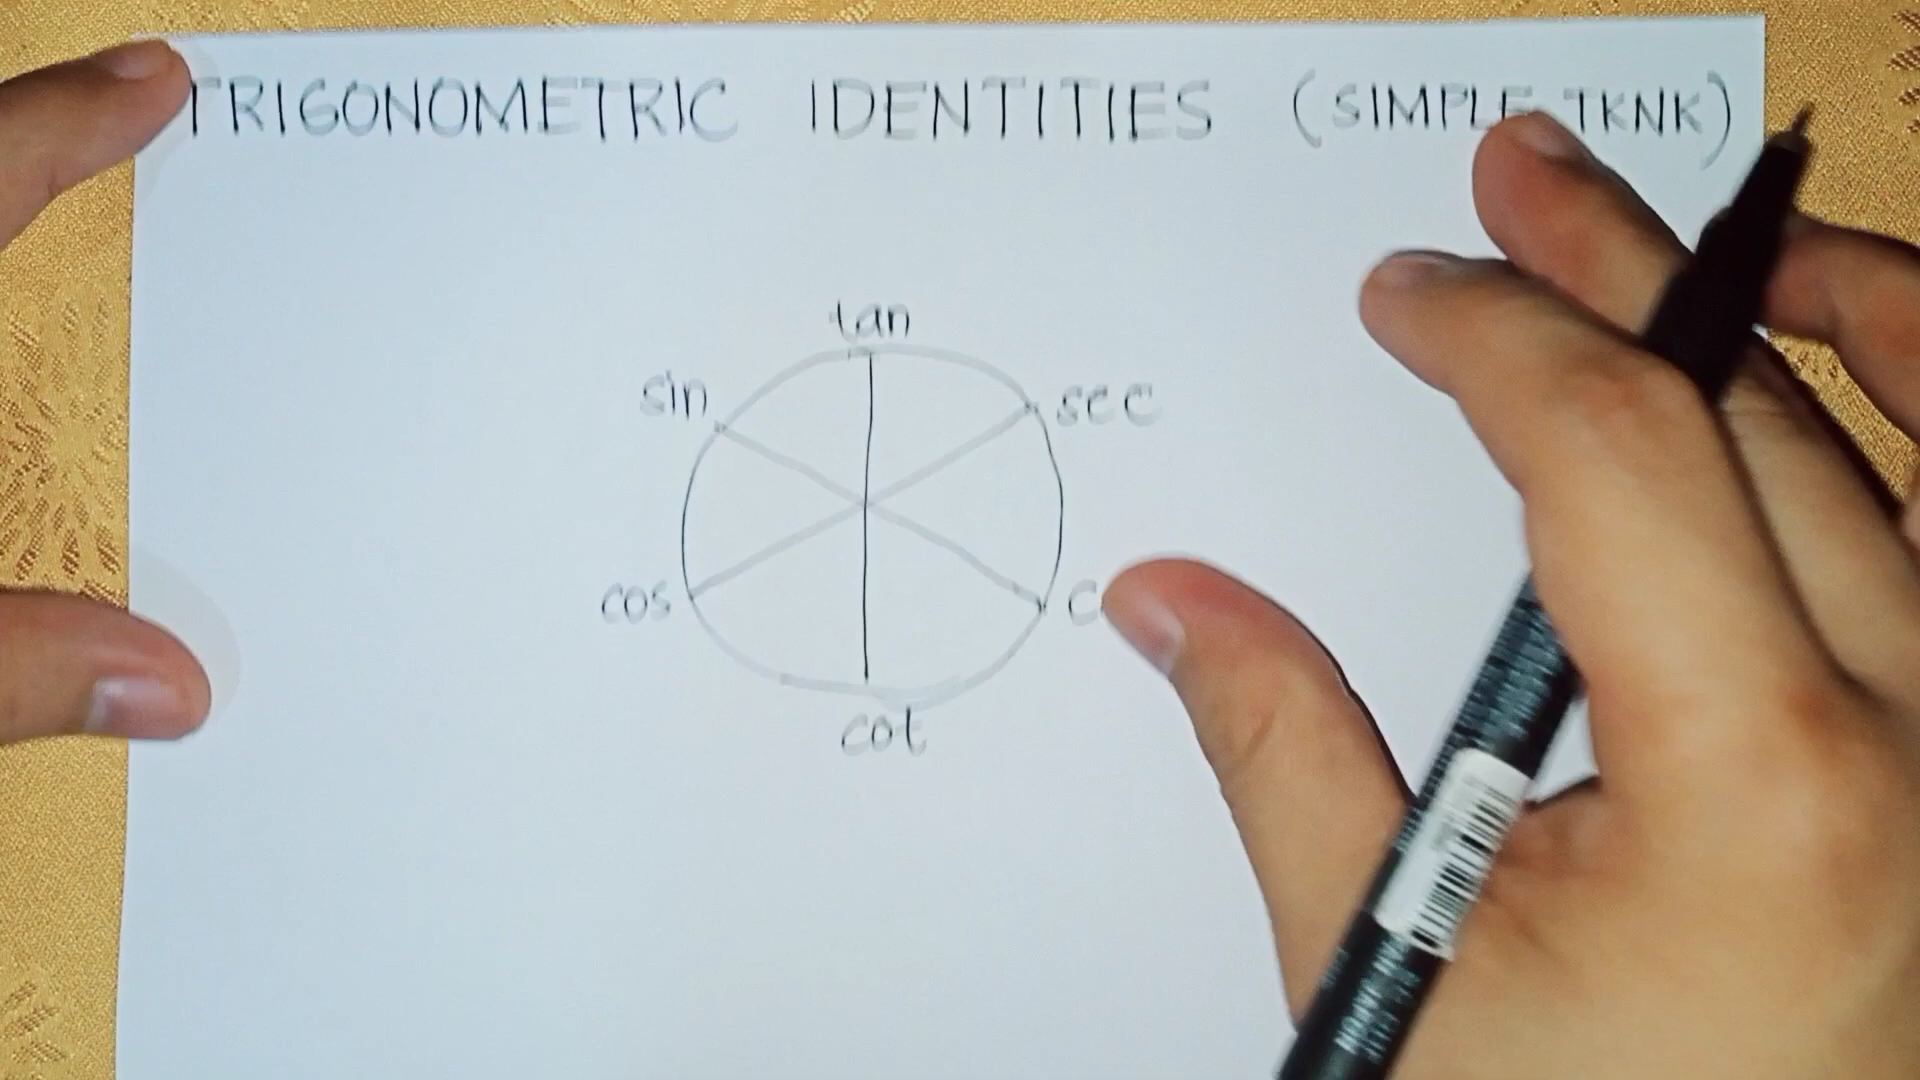 TRIGONOMETRIC IDENTITIES (SIMPLE TKNK)
tan
sin
sec
cos
cot